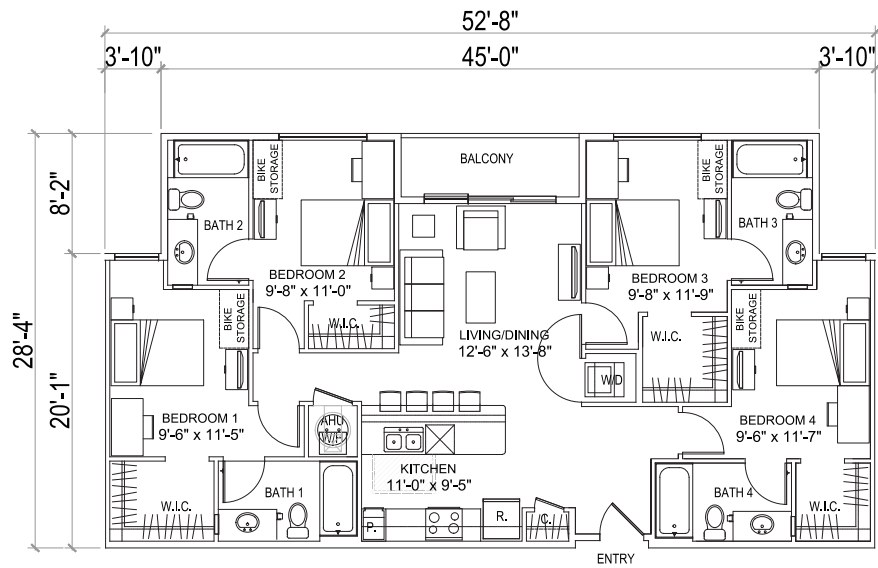 52'-8"
3'-10"
45'-0"
3'-10"
28'-4"
8'-2"
20'-1"
BALCONY
BIKE
STORAGE
BIKE
STORAGE
BATH 2
BATH 3
BEDROOM 2
9'-8" x 11'-0"
BEDROOM 3
9'-8" x 11'-9"
BIKE
STORAGE
BIKE
STORAGE
W.I.C.
LIVING/DINING
12'-6" x 13'-8"
W.I.C.
W/D
BEDROOM 1
9'-6" x 11'-5"
AHU
W/H
BEDROOM 4
9'-6" x 11'-7"
KITCHEN
11'-0" x 9'-5"
W.I.C.
BATH 1
BATH 4
W.I.C.
P.
R.
C.
ENTRY